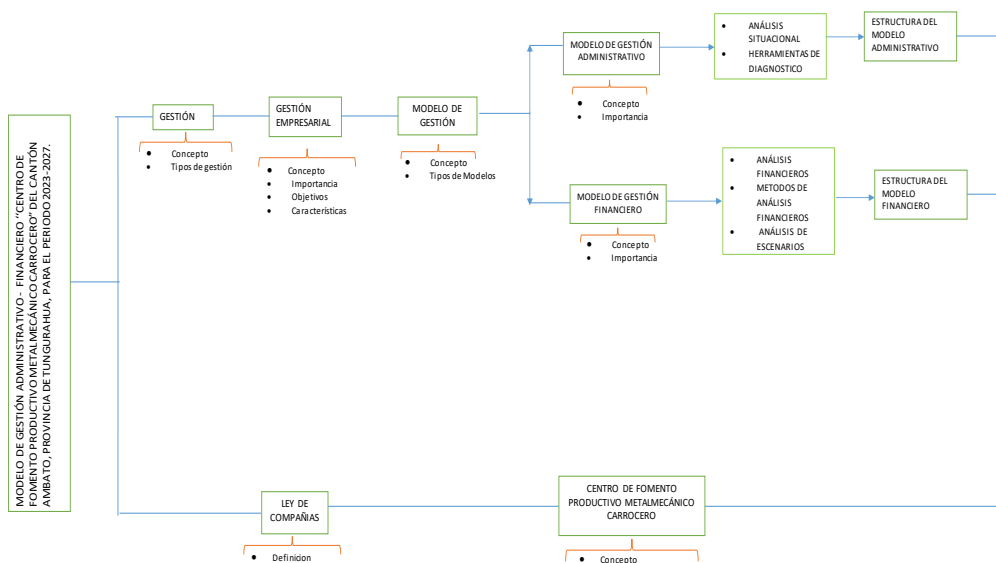 MODELO DE GESTIÓN ADMINISTRATIVO - FINANCIERO "CENTRO DE
FOMENTO PRODUCTIVO METALMECÁNICO CARROCERO" DEL CANTÓN
AMBATO, PROVINCIA DE TUNGURAHUA, PARA EL PERIODO 2023-2027.
GESTIÓN
• Concepto
• Tipos de gestión
GESTIÓN
EMPRESARIAL
• Concepto
• Importancia
• Objetivos
• Características
MODELO DE
GESTIÓN
• Concepto
• Tipos de Modelos
MODELO DE GESTIÓN
ADMINISTRATIVO
• Concepto
• Importancia
• ANÁLISIS
SITUACIONAL
• HERRAMIENTAS DE
DIAGNOSTICO
ESTRUCTURA DEL
MODELO
ADMINISTRATIVO
MODELO DE GESTIÓN
FINANCIERO
• Concepto
• Importancia
• ANÁLISIS
FINANCIEROS
• METODOS DE
ANÁLISIS
FINANCIEROS
• ANÁLISIS DE
ESCENARIOS
ESTRUCTURA DEL
MODELO
FINANCIERO
LEY DE
COMPAÑIAS
• Definicion
CENTRO DE FOMENTO
PRODUCTIVO METALMECÁNICO
CARROCERO
• Concepto